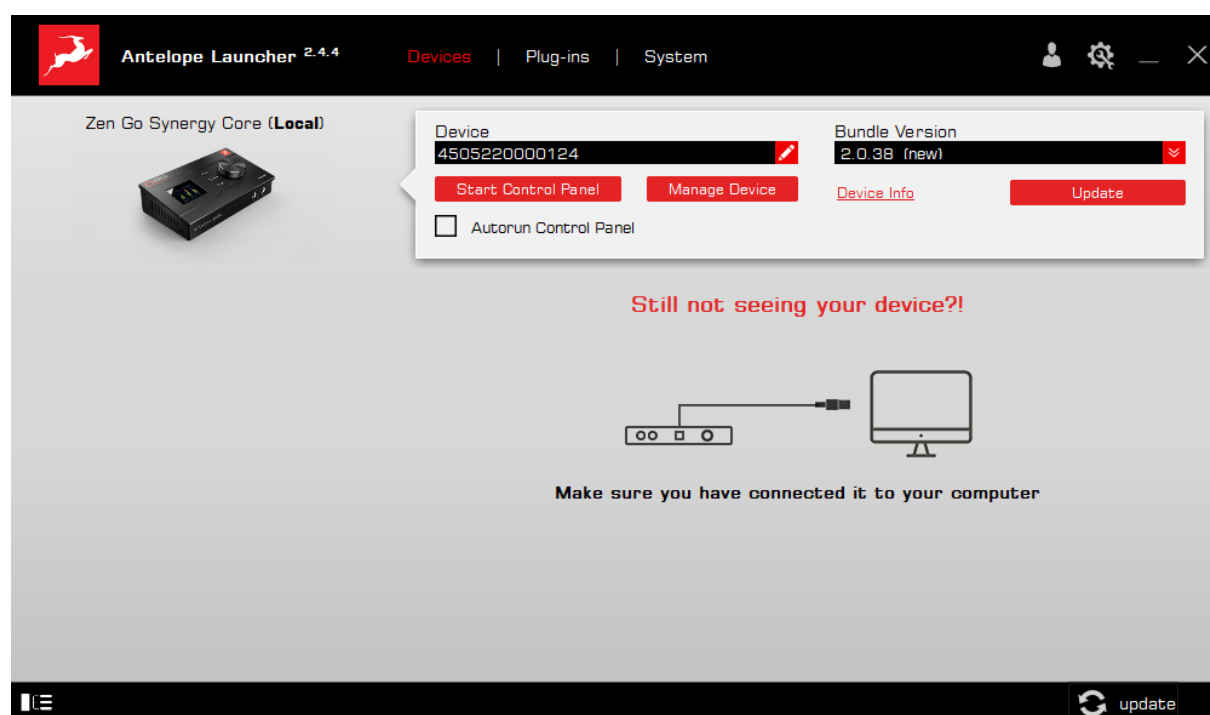 Antelope Launcher 2.4.4
Devices | Plug-ins | System
Zen Go Synergy Core (Local)
Device
4505220000124
Bundle Version
2.0.38 (new)
Start Control Panel
Manage Device
Device Info
Update
Autorun Control Panel
Still not seeing your device?!
Make sure you have connected it to your computer
update